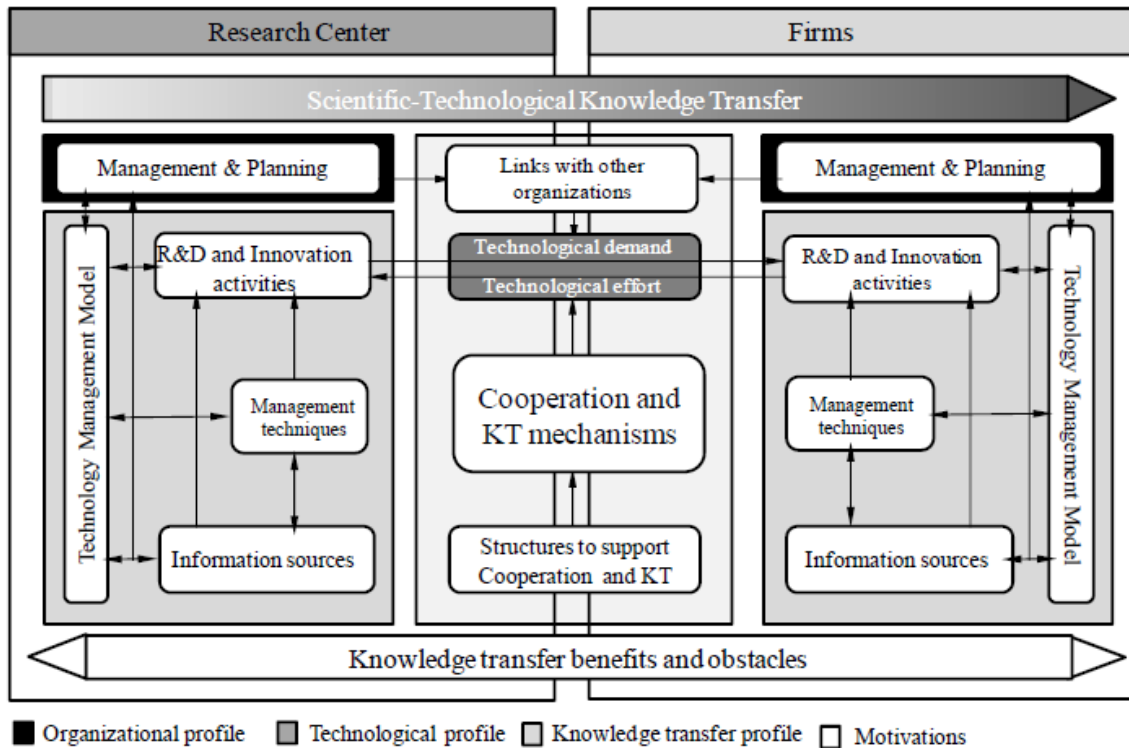 Research Center
Firms
Scientific-Technological Knowledge Transfer
Management & Planning
Links with other
organizations
Management & Planning
Technology Management Model
R&D and Innovation
activities
Technological demand
Technological effort
R&D and Innovation
activities
Technology Management Model
Management
techniques
Cooperation and
KT mechanisms
Management
techniques
Information sources
Structures to support
Cooperation and KT
Information sources
Knowledge transfer benefits and obstacles
Organizational profile
Technological profile
Knowledge transfer profile
Motivations